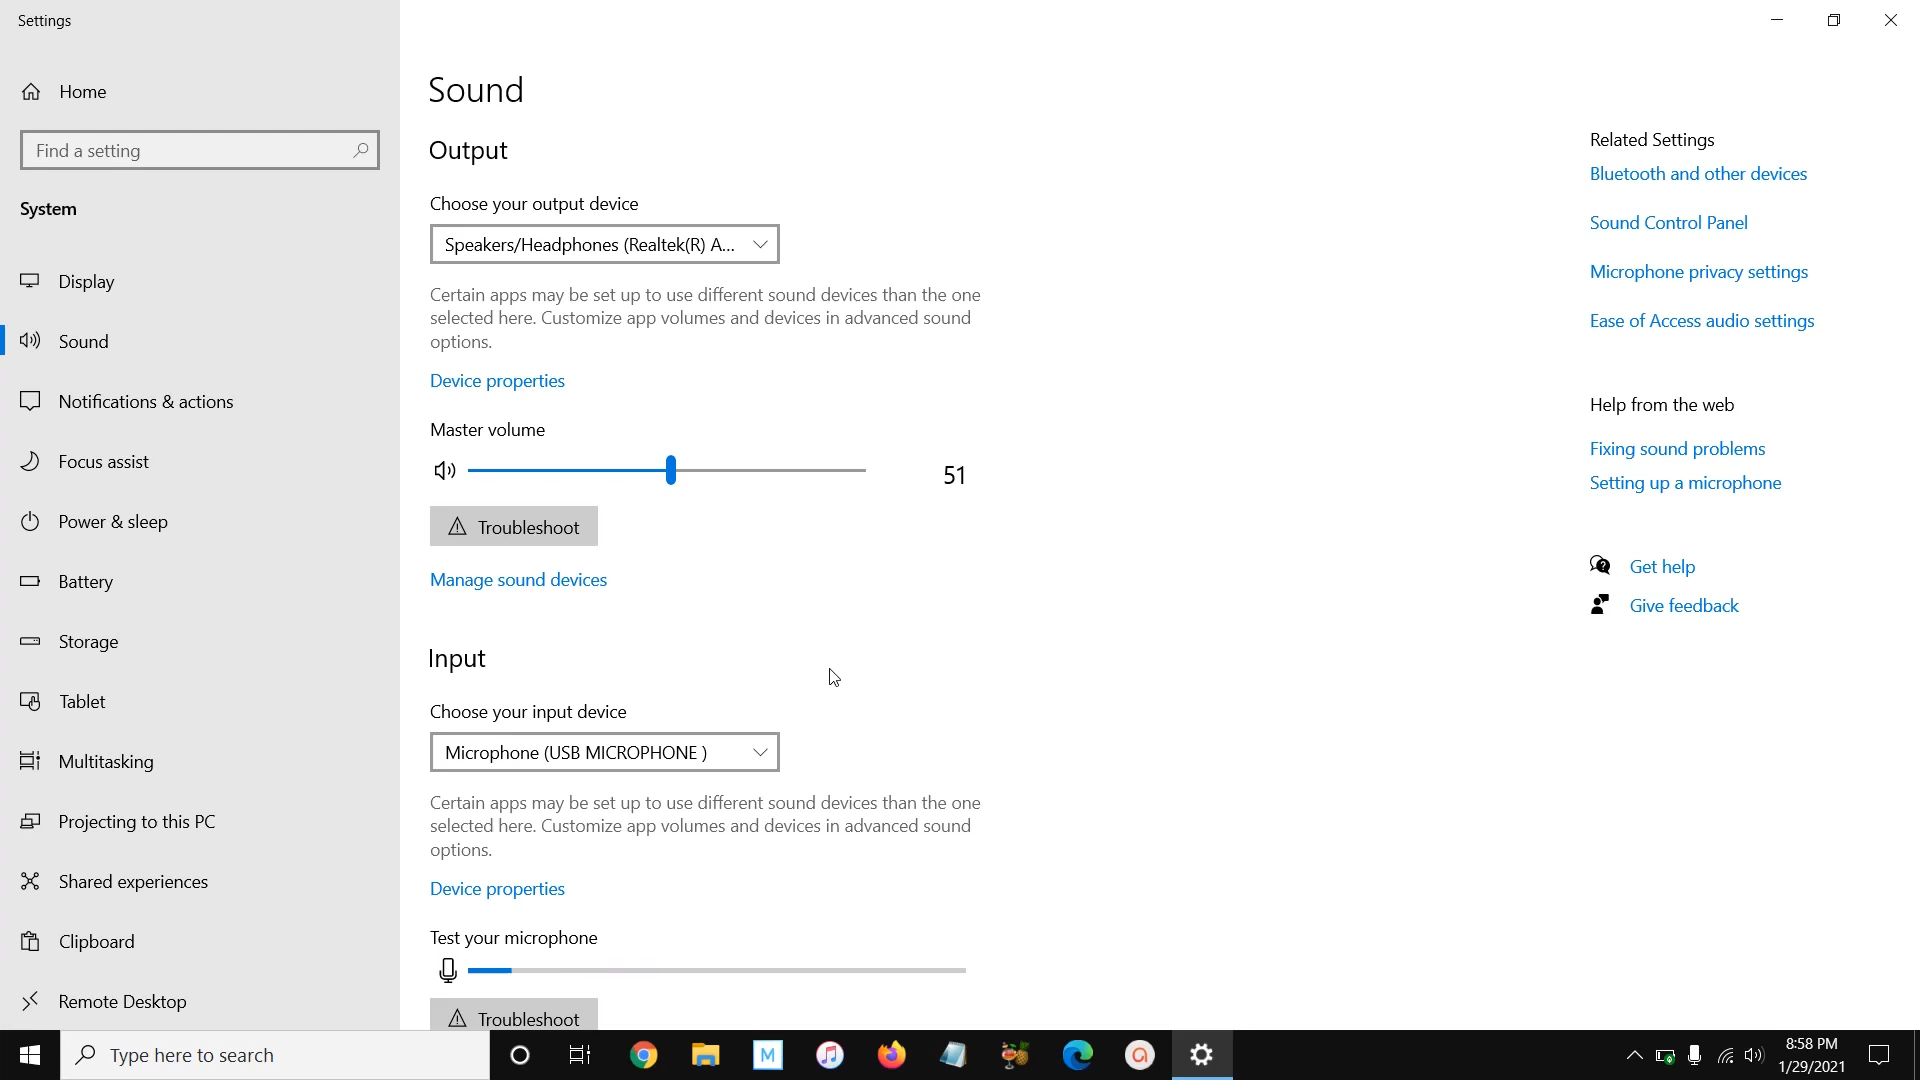 Settings
Home
Find a setting
System
Display
Sound
Notifications & actions
Focus assist
Power & sleep
Battery
Storage
Tablet
Multitasking
Projecting to this PC
Shared experiences
Clipboard
Remote Desktop
Sound
Output
Choose your output device
Speakers/Headphones (Realtek(R) A...
Certain apps may be set up to use different sound devices than the one
selected here. Customize app volumes and devices in advanced sound
options.
Device properties
Master volume
51
Troubleshoot
Manage sound devices
Input
Choose your input device
Microphone (USB MICROPHONE )
Certain apps may be set up to use different sound devices than the one
selected here. Customize app volumes and devices in advanced sound
options.
Device properties
Test your microphone
Troubleshoot
Related Settings
Bluetooth and other devices
Sound Control Panel
Microphone privacy settings
Ease of Access audio settings
Help from the web
Fixing sound problems
Setting up a microphone
Get help
Give feedback
Type here to search
M
8:58 PM
1/29/2021